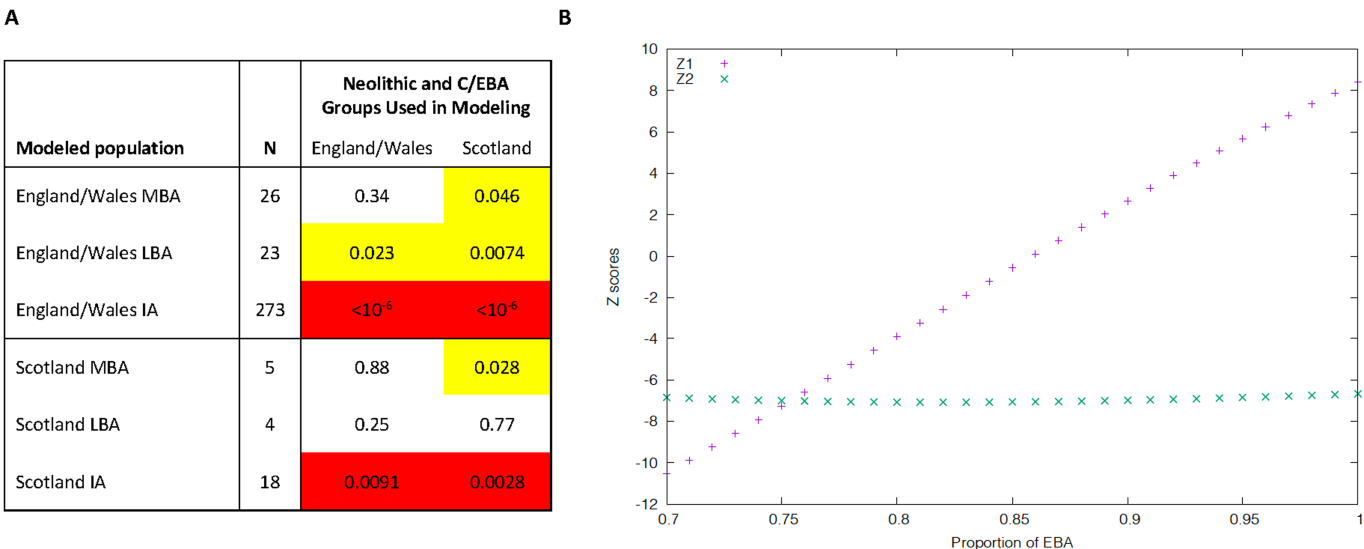 A
Neolithic and C/EBA
Groups Used in Modeling
Modeled population N England/Wales Scotland
England/Wales MBA 26 0.34 0.046
England/Wales LBA 23 0.023 0.0074
England/Wales IA 273 <10⁻⁶ <10⁻⁶
Scotland MBA 5 0.88 0.028
Scotland LBA 4 0.25 0.77
Scotland IA 18 0.0091 0.0028
B
Z1
Z2
10
8
6
4
2
0
-2
-4
-6
-8
-10
-12
Z scores
0.7 0.75 0.8 0.85 0.9 0.95 1
Proportion of EBA